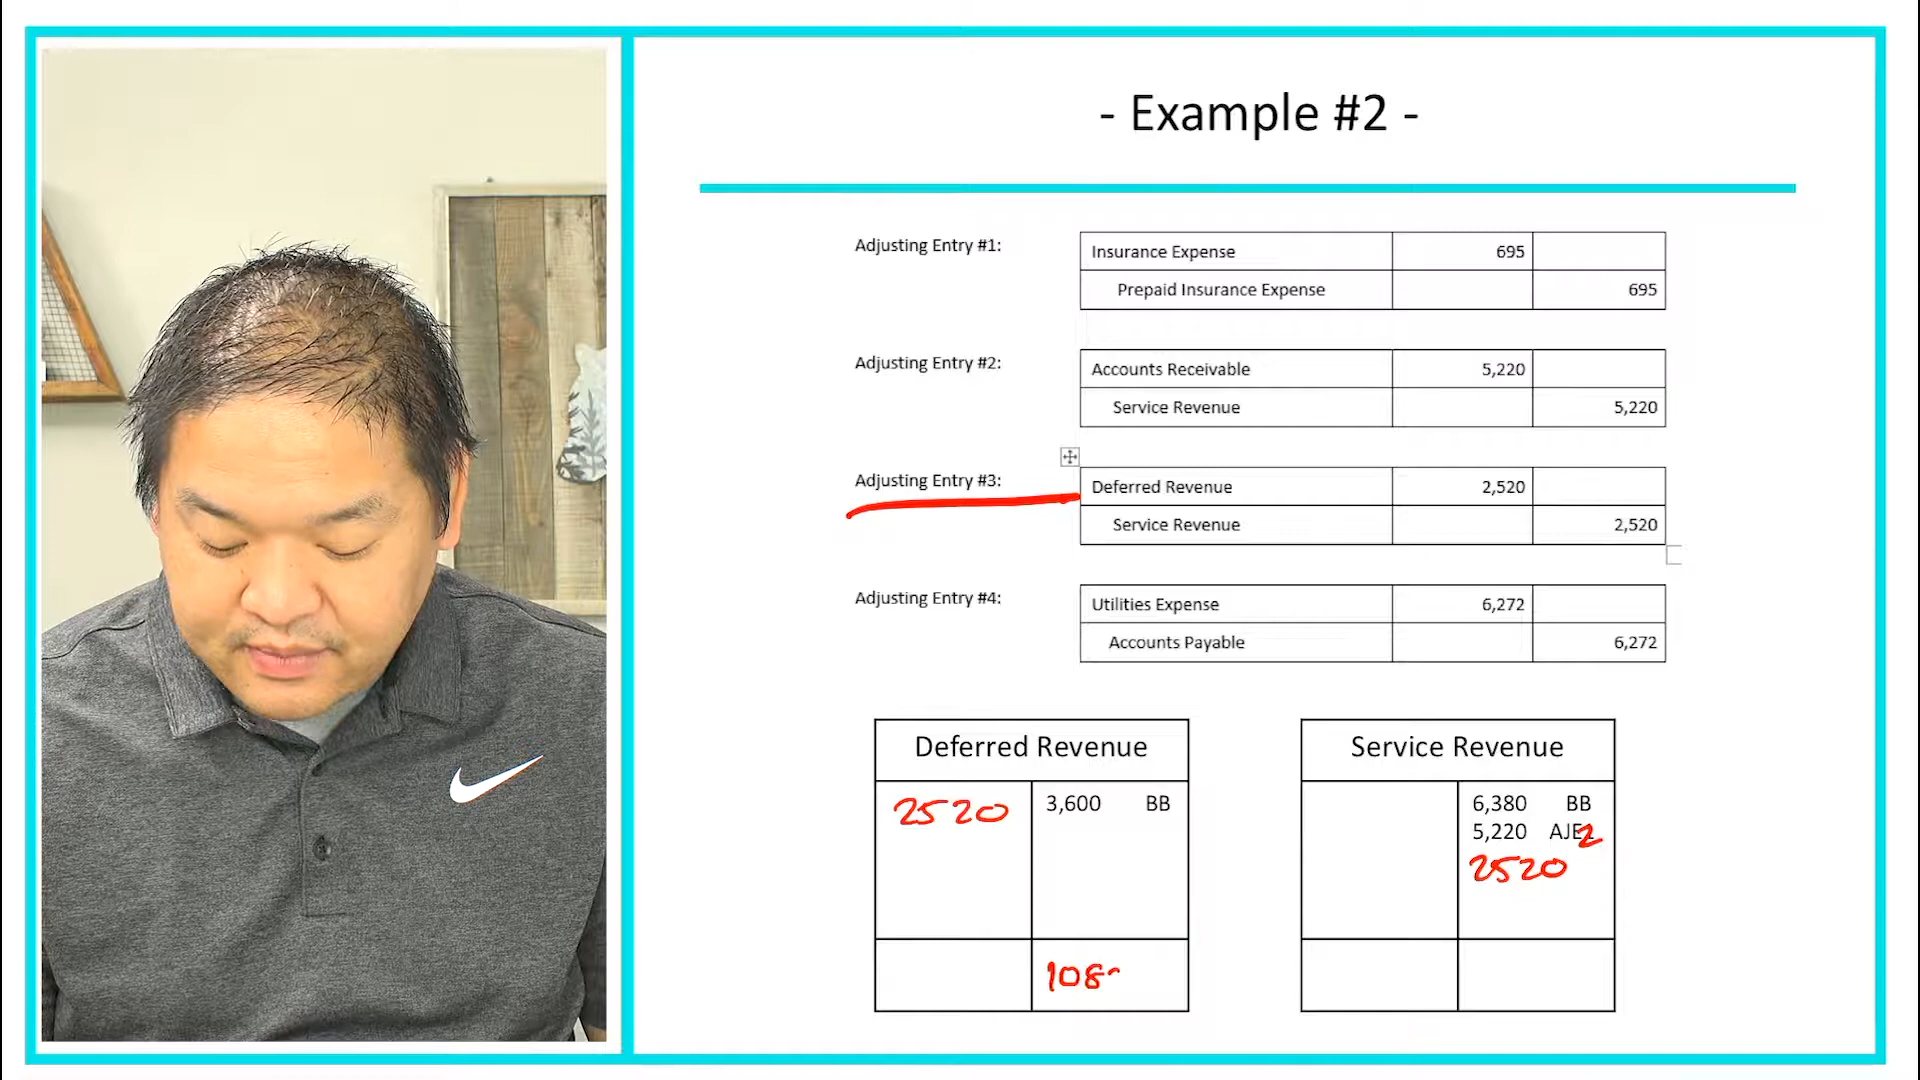 - Example #2 -
Adjusting Entry #1:
Insurance Expense 695
Prepaid Insurance Expense 695
Adjusting Entry #2:
Accounts Receivable 5,220
Service Revenue 5,220
Adjusting Entry #3:
Deferred Revenue 2,520
Service Revenue 2,520
Adjusting Entry #4:
Utilities Expense 6,272
Accounts Payable 6,272
Deferred Revenue
2520 3,600 BB
108
Service Revenue
6,380 BB
5,220 AJE2
2520